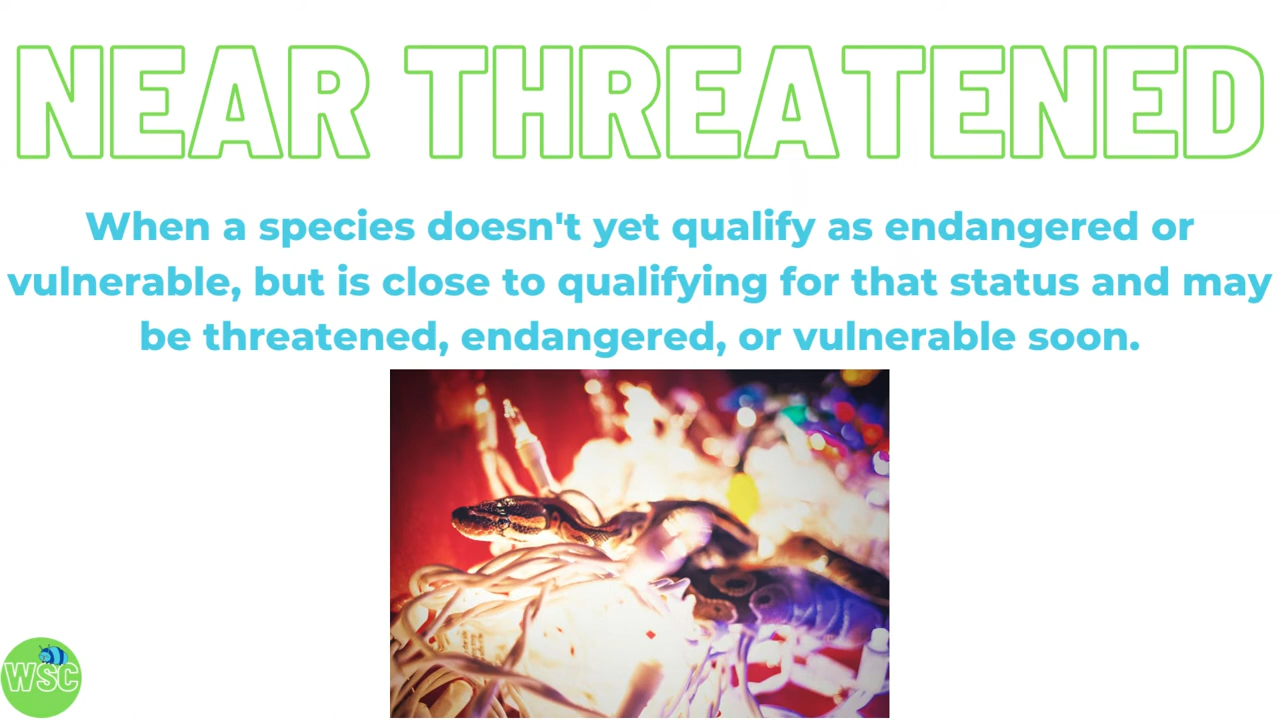 NEAR THREATENED
When a species doesn't yet qualify as endangered or
vulnerable, but is close to qualifying for that status and may
be threatened, endangered, or vulnerable soon.
WSC